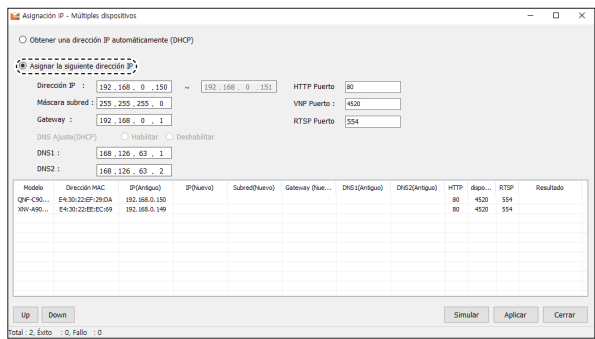 Asignación IP - Múltiples dispositivos
Obtener una dirección IP automáticamente (DHCP)
Asignar la siguiente dirección IP
Dirección IP : 192 . 168 . 0 . 150 ~ 192 . 168 . 0 . 151 HTTP Puerto 80
Máscara subred : 255 . 255 . 255 . 0 VNP Puerto : 4520
Gateway : 192 . 168 . 0 . 1 RTSP Puerto 554
DNS Ajuste(DHCP) Habilitar Deshabilitar
DNS1 : 168 . 126 . 63 . 1
DNS2 : 168 . 126 . 63 . 2
Modelo Dirección MAC IP(Antiguo) IP(Nuevo) Subred(Nuevo) Gateway (Nue... DNS1(Antiguo) DNS2(Antiguo) HTTP dispo... RTSP Resultado
QNF-C90... E4:30:22:EF:29:DA 192.168.0.150 80 4520 554
XNV-A90... E4:30:22:EE:EC:69 192.168.0.149 80 4520 554
Up Down Simular Aplicar Cerrar
Total : 2, Éxito : 0, Fallo : 0